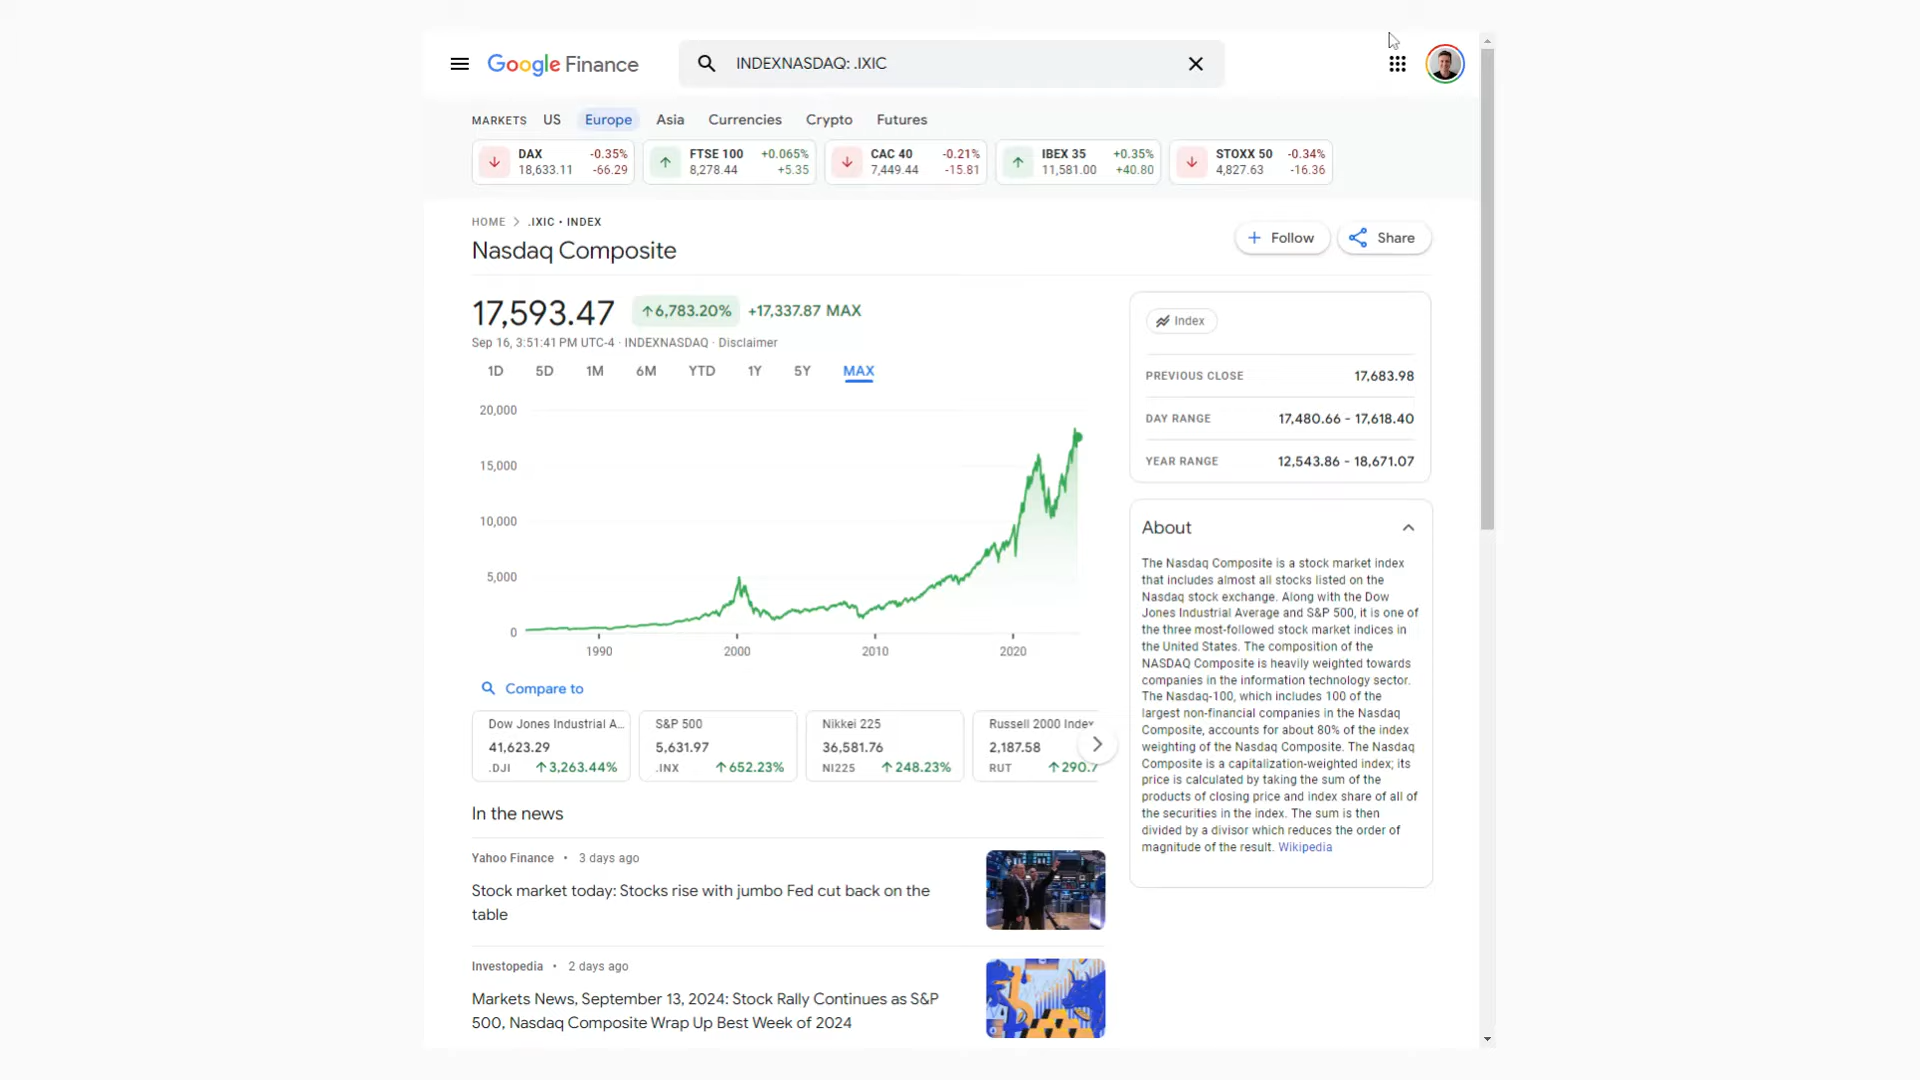 Google Finance
INDEXNASDAQ: .IXIC
MARKETS US Europe Asia Currencies Crypto Futures
DAX -0.35%
18,633.11 -66.29
FTSE 100 +0.065%
8,278.44 +5.35
CAC 40 -0.21%
7,449.44 -15.81
IBEX 35 +0.35%
11,581.00 +40.80
STOXX 50 -0.34%
4,827.63 -16.36
HOME .IXIC • INDEX
Nasdaq Composite
Follow
Share
17,593.47 6,783.20% +17,337.87 MAX
Sep 16, 3:51:41 PM UTC-4 · INDEXNASDAQ · Disclaimer
1D 5D 1M 6M YTD 1Y 5Y MAX
20,000
15,000
10,000
5,000
0
1990 2000 2010 2020
Compare to
Dow Jones Industrial A...
41,623.29
.DJI 3,263.44%
S&P 500
5,631.97
.INX 652.23%
Nikkei 225
36,581.76
NI225 248.23%
Russell 2000 Index
2,187.58
RUT 290.7
In the news
Yahoo Finance • 3 days ago
Stock market today: Stocks rise with jumbo Fed cut back on the
table
Investopedia • 2 days ago
Markets News, September 13, 2024: Stock Rally Continues as S&P
500, Nasdaq Composite Wrap Up Best Week of 2024
Index
PREVIOUS CLOSE 17,683.98
DAY RANGE 17,480.66 - 17,618.40
YEAR RANGE 12,543.86 - 18,671.07
About
The Nasdaq Composite is a stock market index
that includes almost all stocks listed on the
Nasdaq stock exchange. Along with the Dow
Jones Industrial Average and S&P 500, it is one of
the three most-followed stock market indices in
the United States. The composition of the
NASDAQ Composite is heavily weighted towards
companies in the information technology sector.
The Nasdaq-100, which includes 100 of the
largest non-financial companies in the Nasdaq
Composite, accounts for about 80% of the index
weighting of the Nasdaq Composite. The Nasdaq
Composite is a capitalization-weighted index; its
price is calculated by taking the sum of the
products of closing price and index share of all of
the securities in the index. The sum is then
divided by a divisor which reduces the order of
magnitude of the result. Wikipedia